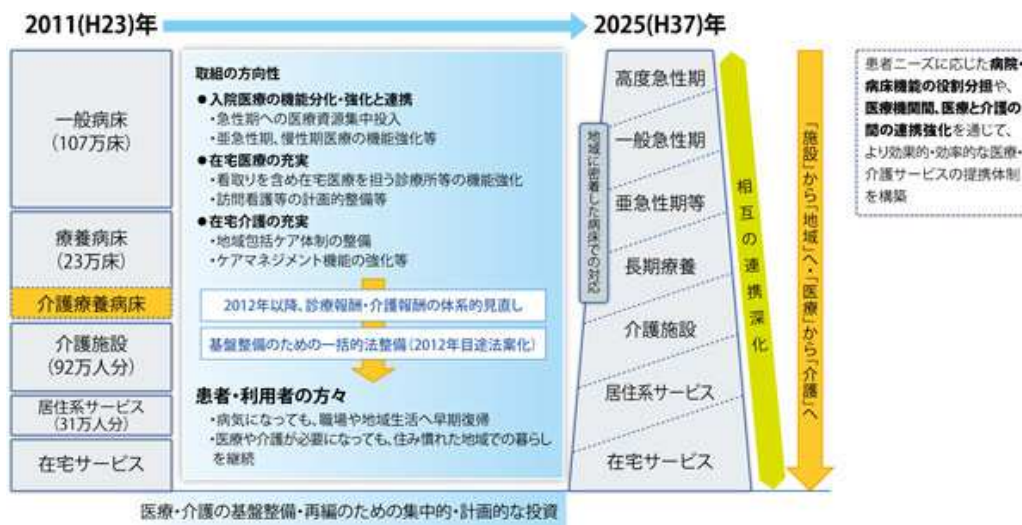 2011(H23)年
2025(H37)年
一般病床
(107万床)
療養病床
(23万床)
介護療養病床
介護施設
(92万人分)
居住系サービス
(31万人分)
在宅サービス
取組の方向性
●入院医療の機能分化・強化と連携
・急性期への医療資源集中投入
・亜急性期、慢性期医療の機能強化等
●在宅医療の充実
・看取りを含め在宅医療を担う診療所等の機能強化
・訪問看護等の計画的整備等
●在宅介護の充実
・地域包括ケア体制の整備
・ケアマネジメント機能の強化等
2012年以降、診療報酬・介護報酬の体系的見直し
基盤整備のための一括的法整備(2012年目途法案化)
患者・利用者の方々
・病気になっても、職場や地域生活へ早期復帰
・医療や介護が必要になっても、住み慣れた地域での暮らし
を継続
医療・介護の基盤整備・再編のための集中的・計画的な投資
地域に密着した病床での対応
高度急性期
一般急性期
亜急性期等
長期療養
介護施設
居住系サービス
在宅サービス
相互の連携深化
「施設」から「地域」へ・「医療」から「介護」へ
患者ニーズに応じた病院・
病床機能の役割分担や、
医療機関間、医療と介護の
間の連携強化を通じて、
より効果的・効率的な医療・
介護サービスの提携体制
を構築